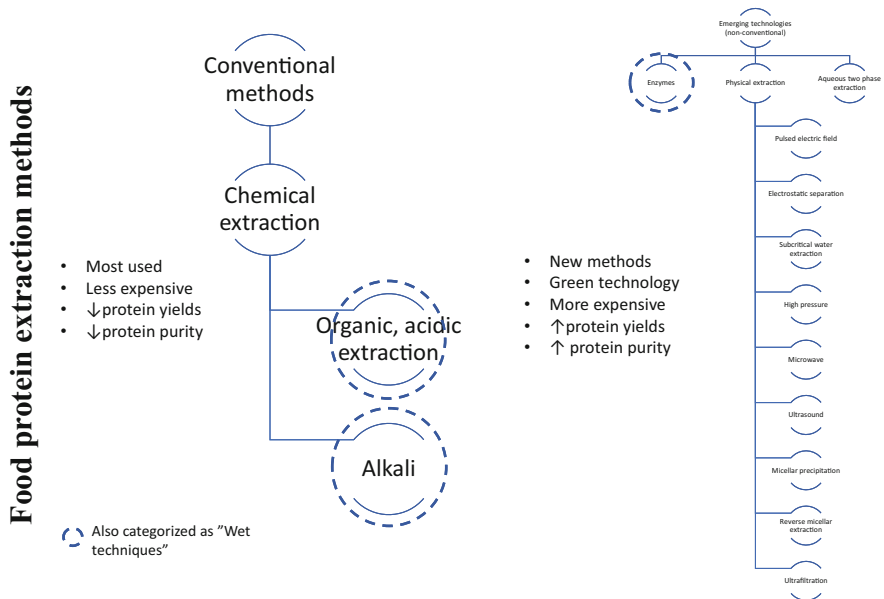 Food protein extraction methods
Conventional
methods
Chemical
extraction
• Most used
• Less expensive
• ↓protein yields
• ↓protein purity
Organic, acidic
extraction
Alkali
Also categorized as ”Wet
techniques”
Emerging technologies
(non-conventional)
Enzymes
Physical extraction
Aqueous two phase
extraction
• New methods
• Green technology
• More expensive
• ↑protein yields
• ↑ protein purity
Pulsed electric field
Electrostatic separation
Subcritical water
extraction
High pressure
Microwave
Ultrasound
Micellar precipitation
Reverse micellar
extraction
Ultrafiltration